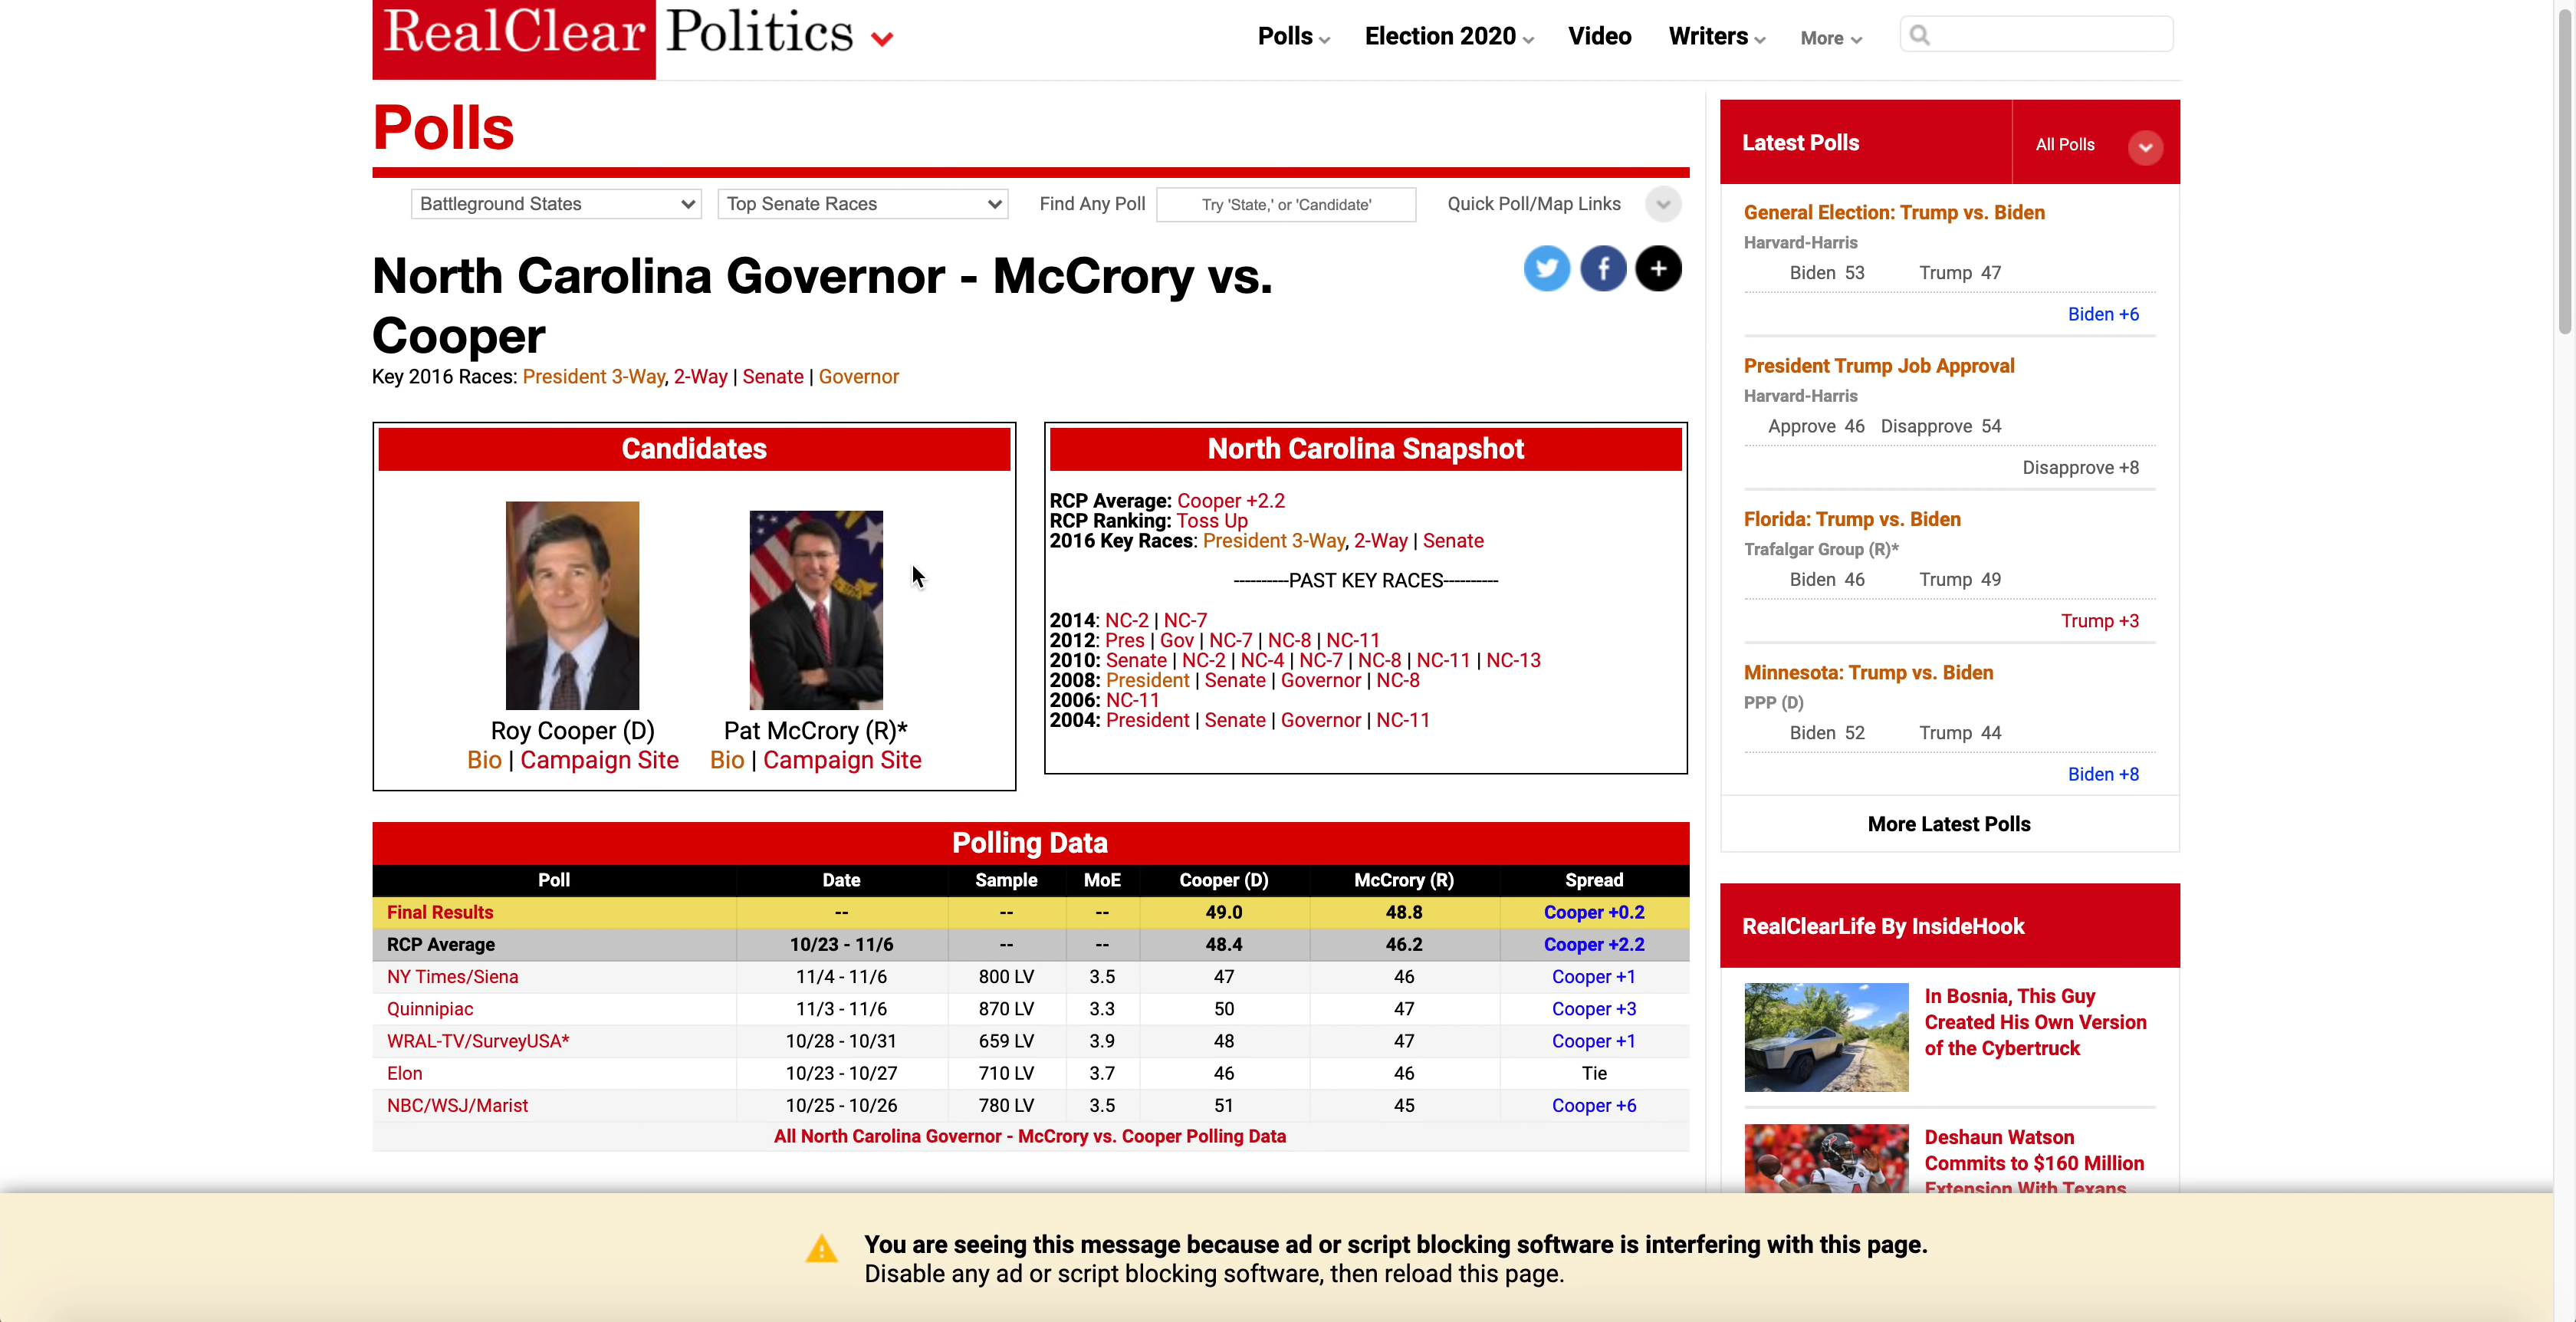 RealClear Politics
Polls Election 2020 Video Writers More
Polls
Battleground States Top Senate Races Find Any Poll Try 'State,' or 'Candidate' Quick Poll/Map Links
North Carolina Governor - McCrory vs.
Cooper
Key 2016 Races: President 3-Way, 2-Way | Senate | Governor
Candidates
Roy Cooper (D) Pat McCrory (R)*
Bio | Campaign Site Bio | Campaign Site
North Carolina Snapshot
RCP Average: Cooper +2.2
RCP Ranking: Toss Up
2016 Key Races: President 3-Way, 2-Way | Senate
----------PAST KEY RACES----------
2014: NC-2 | NC-7
2012: Pres | Gov | NC-7 | NC-8 | NC-11
2010: Senate | NC-2 | NC-4 | NC-7 | NC-8 | NC-11 | NC-13
2008: President | Senate | Governor | NC-8
2006: NC-11
2004: President | Senate | Governor | NC-11
Polling Data
Poll Date Sample MoE Cooper (D) McCrory (R) Spread
Final Results -- -- -- 49.0 48.8 Cooper +0.2
RCP Average 10/23 - 11/6 -- -- 48.4 46.2 Cooper +2.2
NY Times/Siena 11/4 - 11/6 800 LV 3.5 47 46 Cooper +1
Quinnipiac 11/3 - 11/6 870 LV 3.3 50 47 Cooper +3
WRAL-TV/SurveyUSA* 10/28 - 10/31 659 LV 3.9 48 47 Cooper +1
Elon 10/23 - 10/27 710 LV 3.7 46 46 Tie
NBC/WSJ/Marist 10/25 - 10/26 780 LV 3.5 51 45 Cooper +6
All North Carolina Governor - McCrory vs. Cooper Polling Data
Latest Polls All Polls
General Election: Trump vs. Biden
Harvard-Harris
Biden 53 Trump 47
Biden +6
President Trump Job Approval
Harvard-Harris
Approve 46 Disapprove 54
Disapprove +8
Florida: Trump vs. Biden
Trafalgar Group (R)*
Biden 46 Trump 49
Trump +3
Minnesota: Trump vs. Biden
PPP (D)
Biden 52 Trump 44
Biden +8
More Latest Polls
RealClearLife By InsideHook
In Bosnia, This Guy
Created His Own Version
of the Cybertruck
Deshaun Watson
Commits to $160 Million
Extension With Texans
You are seeing this message because ad or script blocking software is interfering with this page.
Disable any ad or script blocking software, then reload this page.